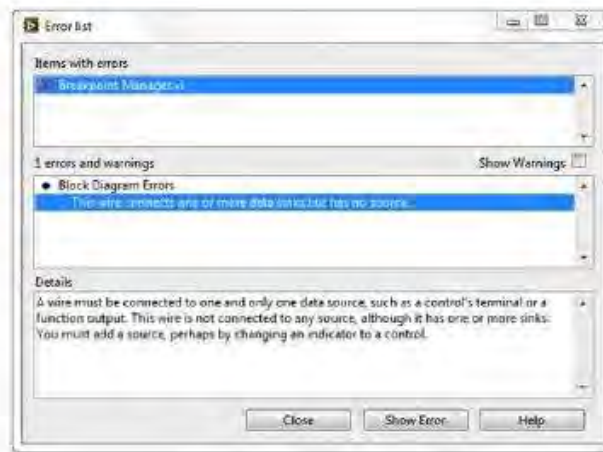 Error list
Items with errors
Breakpoint Manager.vi
1 errors and warnings
Show Warnings
Block Diagram Errors
This wire connects one or more data sinks but has no source.
Details
A wire must be connected to one and only one data source, such as a control's terminal or a
function output. This wire is not connected to any source, although it has one or more sinks.
You must add a source, perhaps by changing an indicator to a control.
Close
Show Error
Help